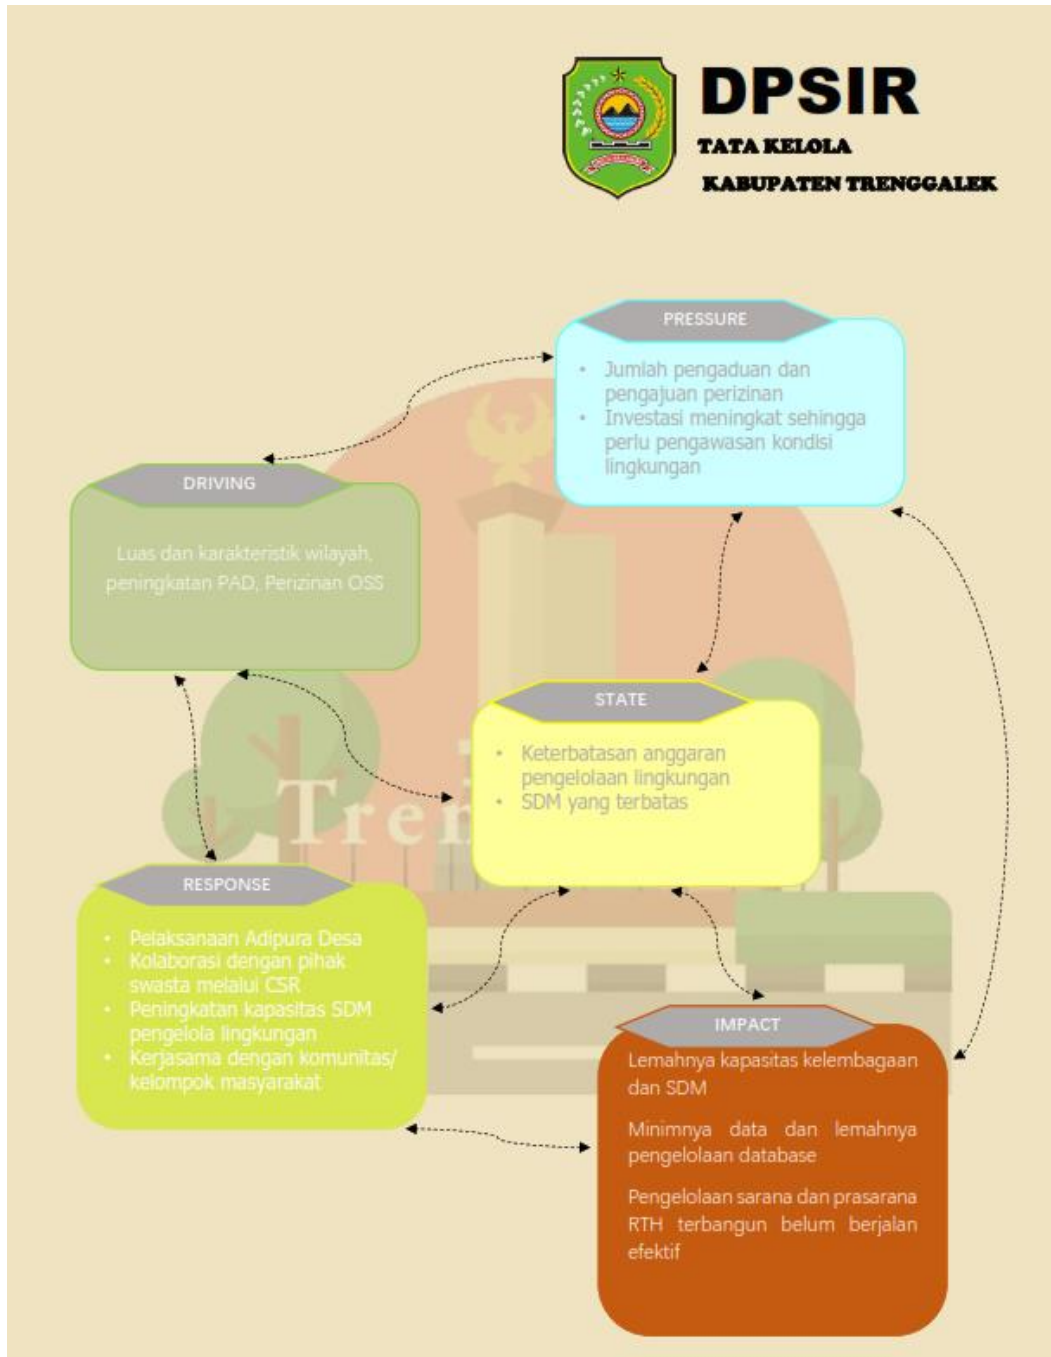 DPSIR
TATA KELOLA
KABUPATEN TRENGGALEK
PRESSURE
• Jumlah pengaduan dan
pengajuan perizinan
• Investasi meningkat sehingga
perlu pengawasan kondisi
lingkungan
DRIVING
Luas dan karakteristik wilayah,
peningkatan PAD, Perizinan OSS
STATE
• Keterbatasan anggaran
pengelolaan lingkungan
• SDM yang terbatas
Tren
RESPONSE
• Pelaksanaan Adipura Desa
• Kolaborasi dengan pihak
swasta melalui CSR
• Peningkatan kapasitas SDM
pengelola lingkungan
• Kerjasama dengan komunitas/
kelompok masyarakat
IMPACT
Lemahnya kapasitas kelembagaan
dan SDM
Minimnya data dan lemahnya
pengelolaan database
Pengelolaan sarana dan prasarana
RTH terbangun belum berjalan
efektif